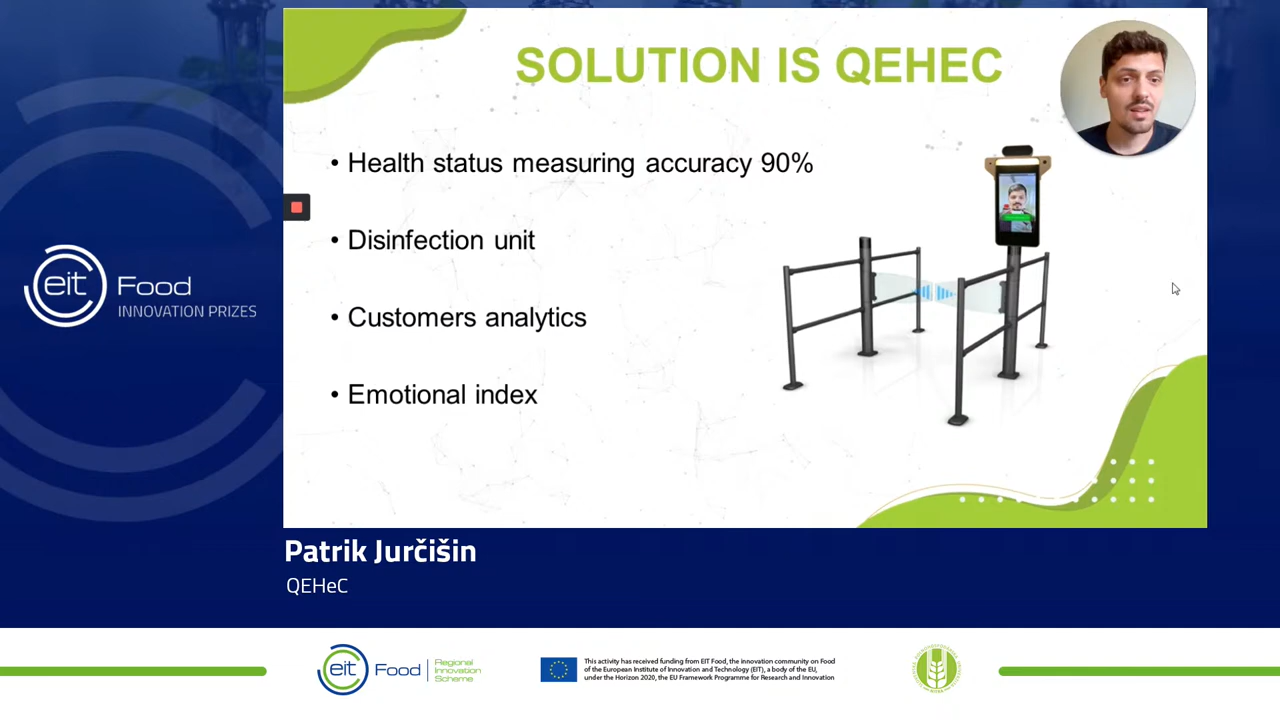 SOLUTION IS QEHEC
• Health status measuring accuracy 90%
• Disinfection unit
• Customers analytics
• Emotional index
eit Food
INNOVATION PRIZES
Patrik Jurčišin
QEHeC
eit Food
Regional
Innovation
Scheme
This activity has received funding from EIT Food, the innovation community on Food
of the European Institute of Innovation and Technology (EIT), a body of the EU,
under the Horizon 2020, the EU Framework Programme for Research and Innovation